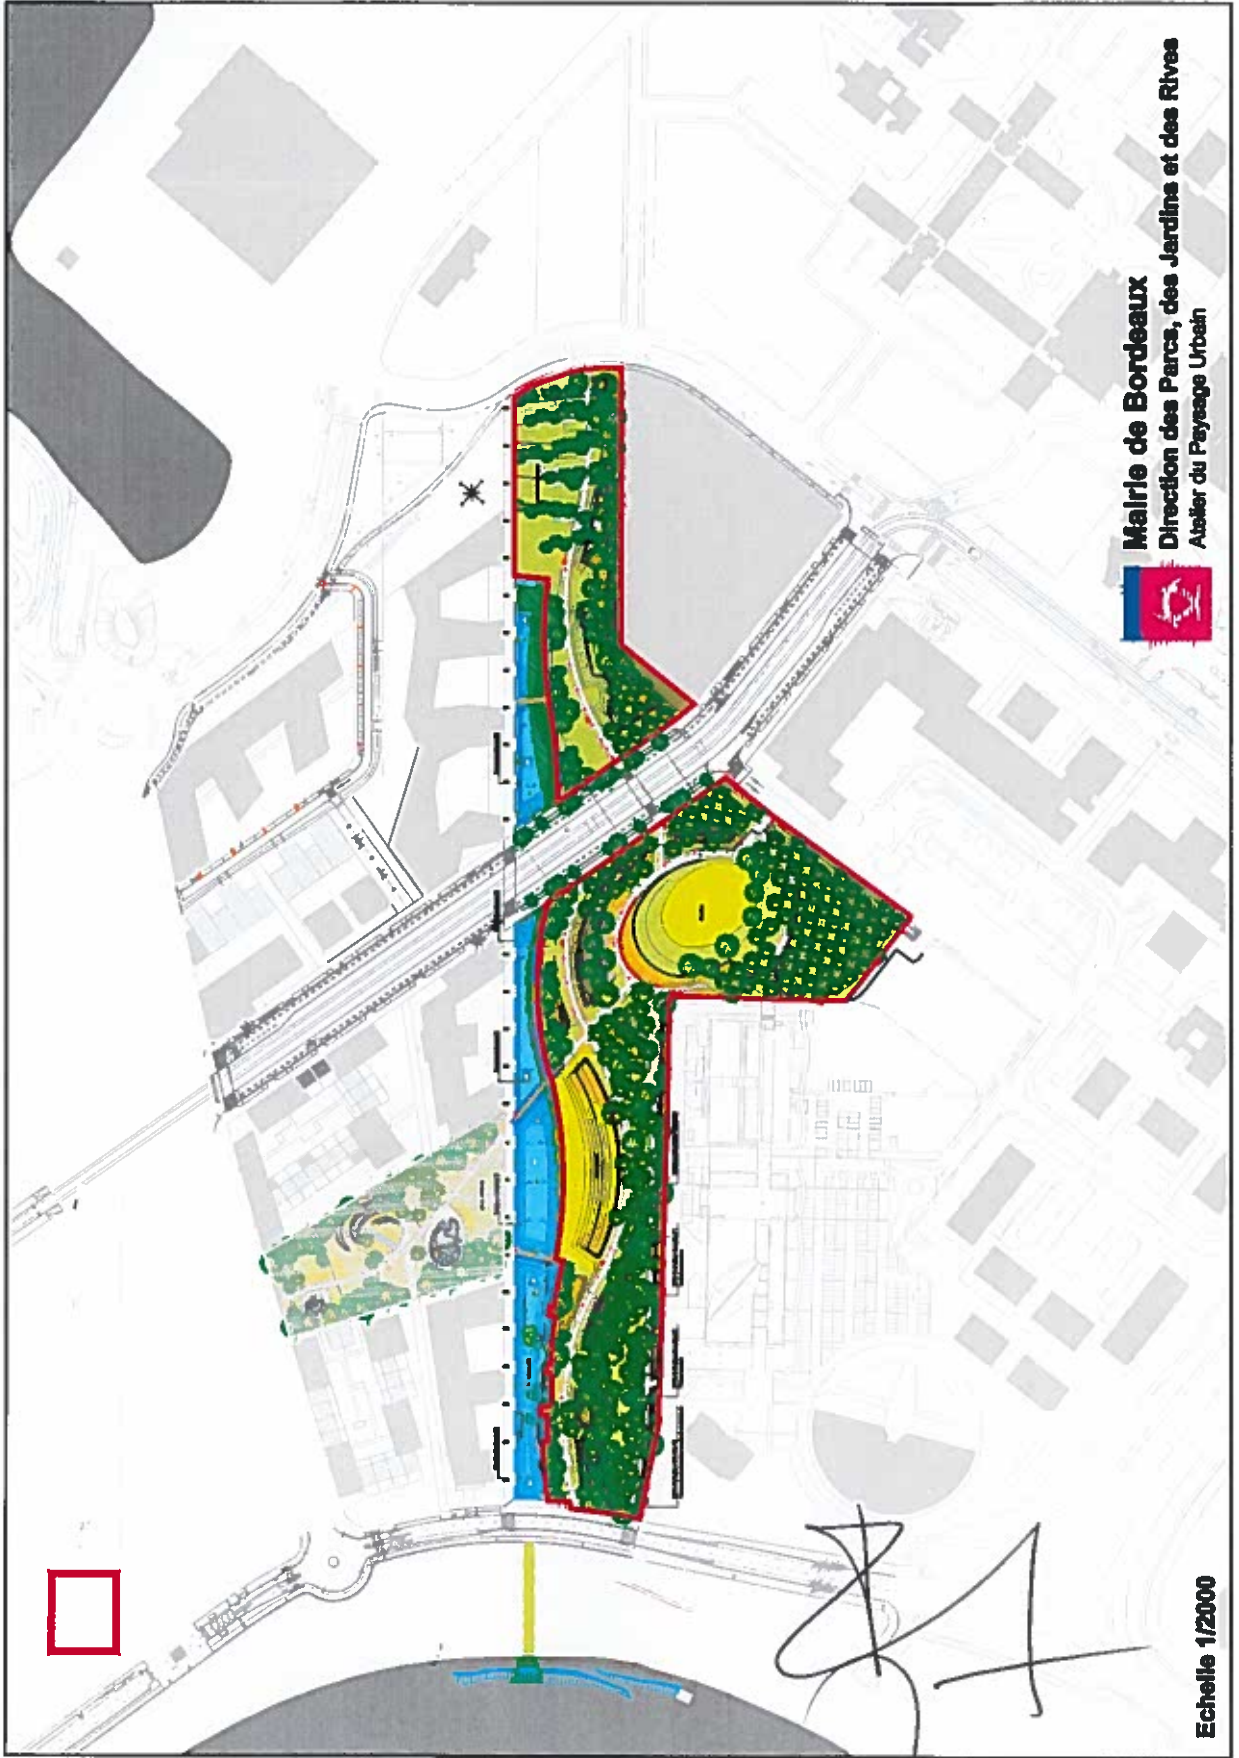 Mairie de Bordeaux
Direction des Parcs, des Jardins et des Rives
Atelier du Paysage Urbain
Echelle 1/2000